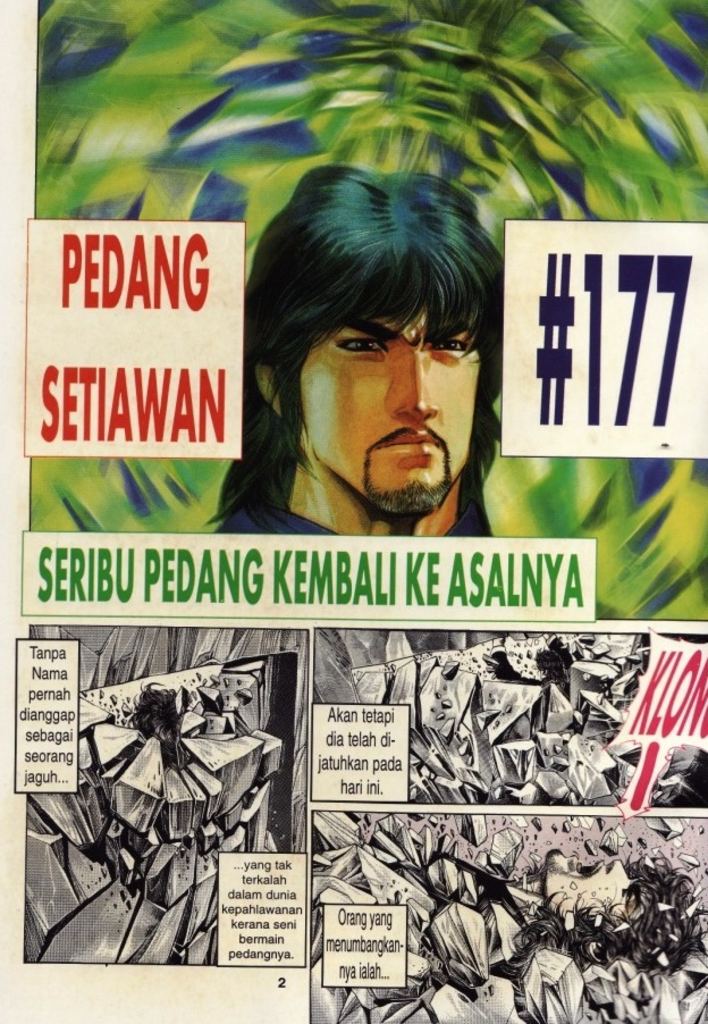 PEDANG
SETIAWAN
#177
SERIBU PEDANG KEMBALI KE ASALNYA
Tanpa
Nama
pernah
dianggap
sebagai
seorang
jaguh...
...yang tak
terkalah
dalam dunia
kepahlawanan
kerana seni
bermain
pedangnya.
Akan tetapi
dia telah di-
jatuhkan pada
hari ini.
KLONG
!
Orang yang
menumbangkan-
nya ialah...
2